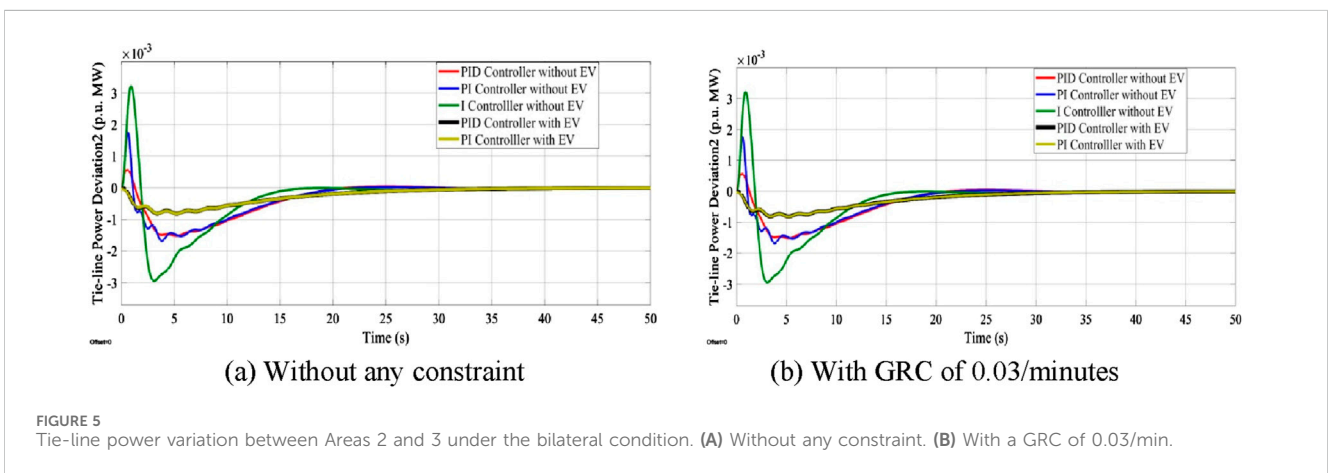 ×10-3
Tie-line Power Deviation2 (p.u. MW)
3
2
1
0
-1
-2
-3
PID Controller without EV
PI Controlller without EV
I Controlller without EV
PID Controller with EV
PI Controlller with EV
0 5 10 15 20 25 30 35 40 45 50
Time (s)
Offset=0
(a) Without any constraint
×10-3
Tie-line Power Deviation2 (p.u. MW)
3
2
1
0
-1
-2
-3
PID Controller without EV
PI Controlller without EV
I Controlller without EV
PID Controller with EV
PI Controlller with EV
0 5 10 15 20 25 30 35 40 45 50
Time (s)
Offset=0
(b) With GRC of 0.03/minutes
FIGURE 5
Tie-line power variation between Areas 2 and 3 under the bilateral condition. (A) Without any constraint. (B) With a GRC of 0.03/min.